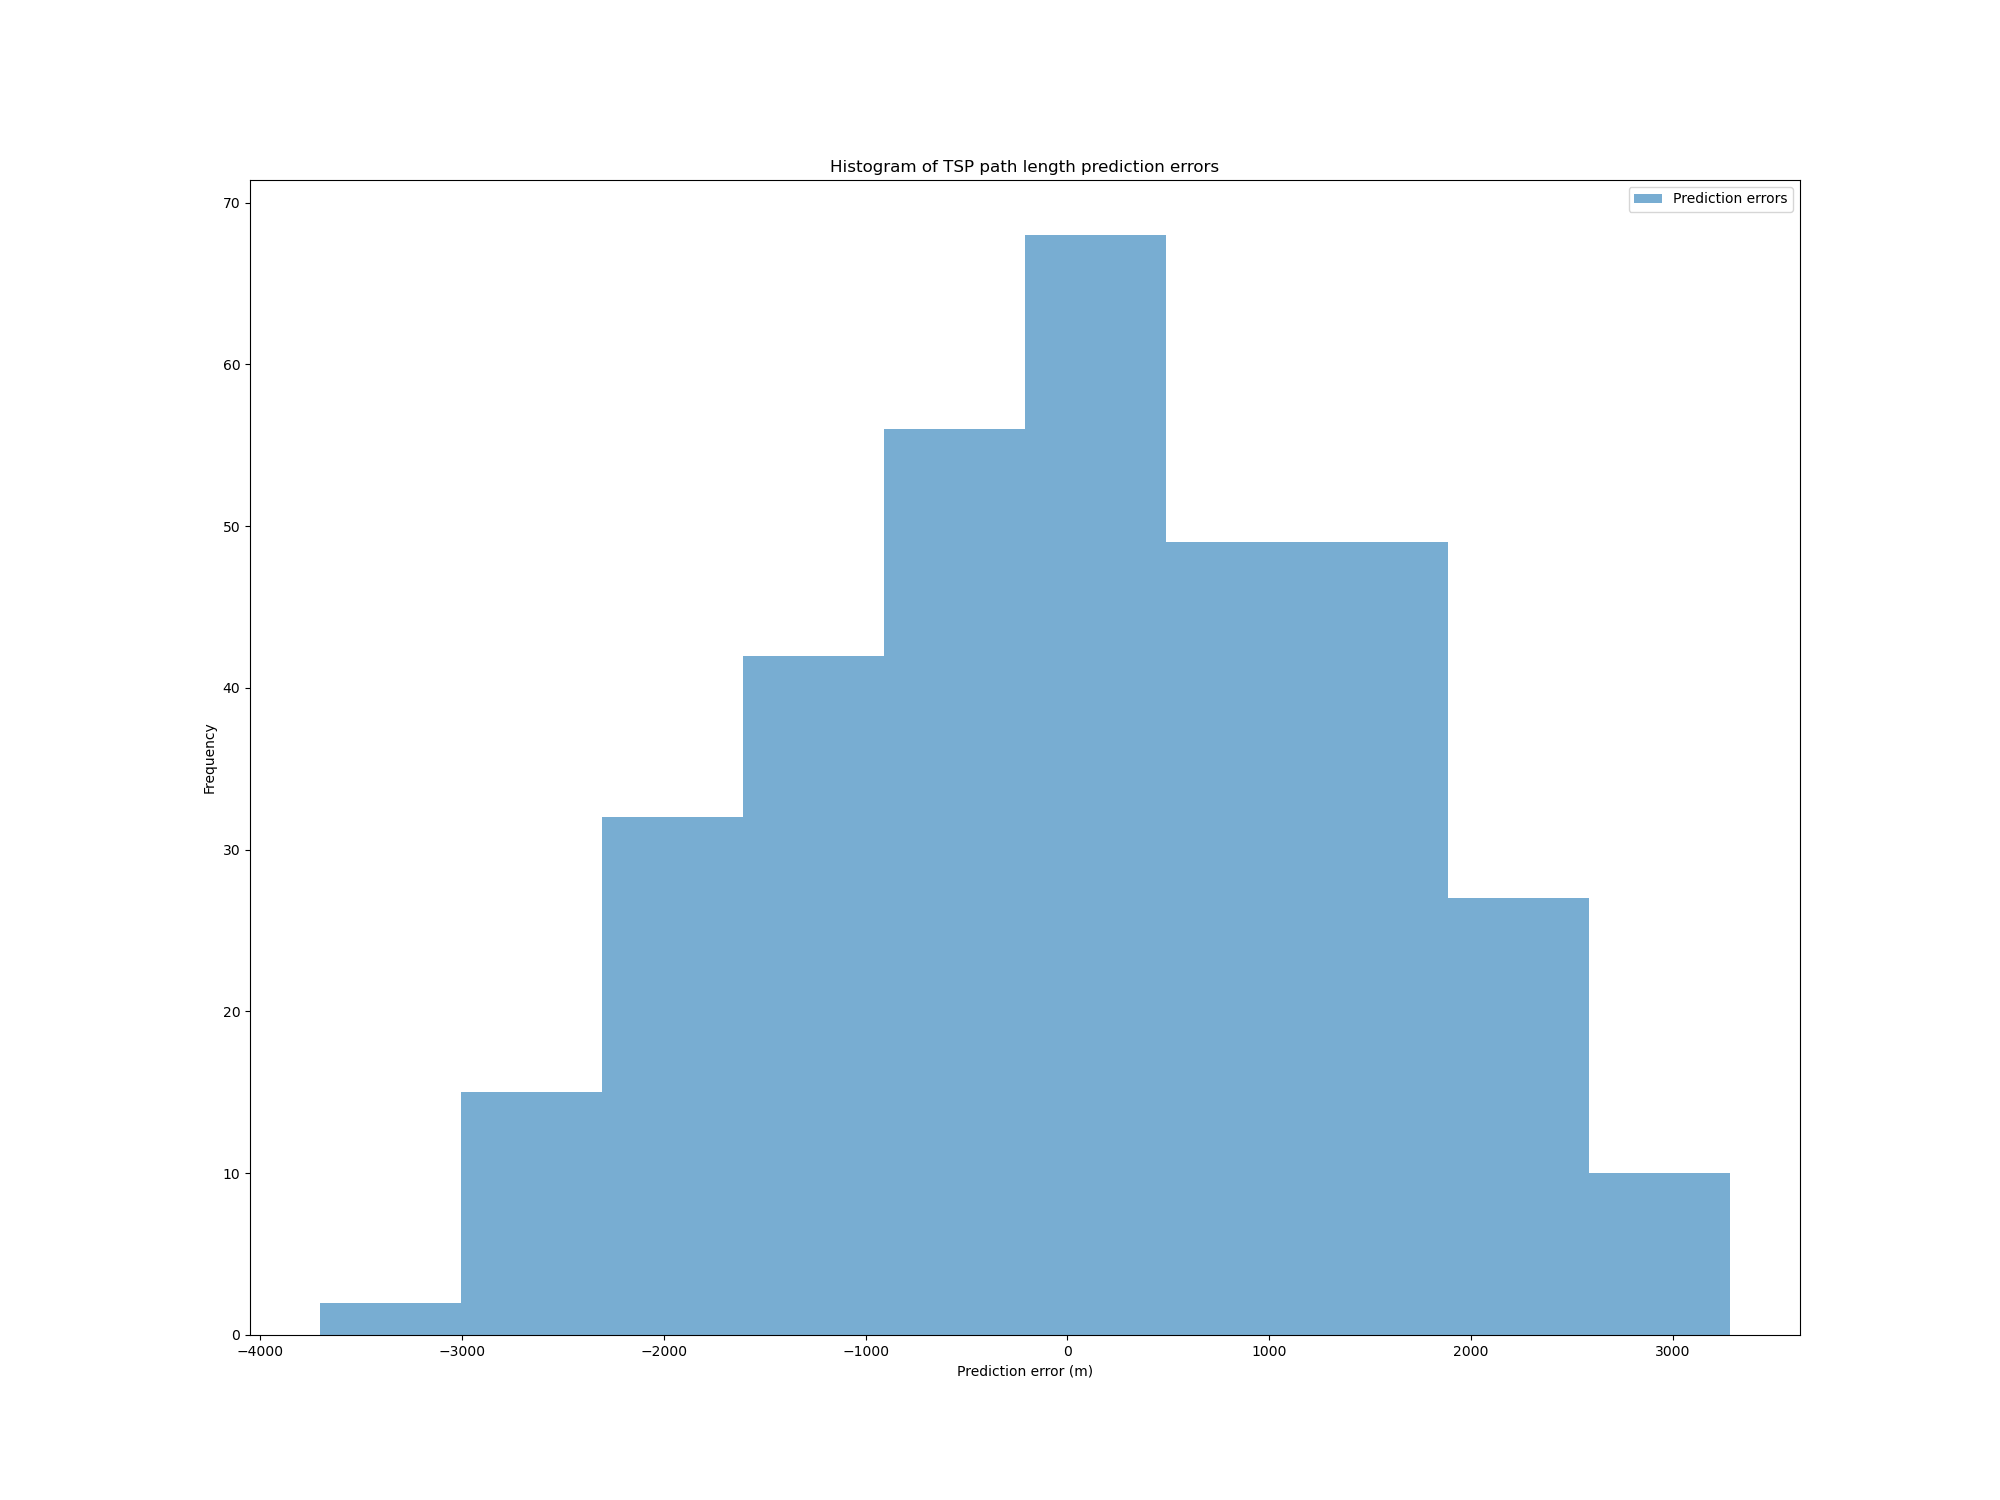 Histogram of TSP path length prediction errors
Prediction errors
70
60
50
40
30
20
10
0
Frequency
−4000 −3000 −2000 −1000 0 1000 2000 3000
Prediction error (m)